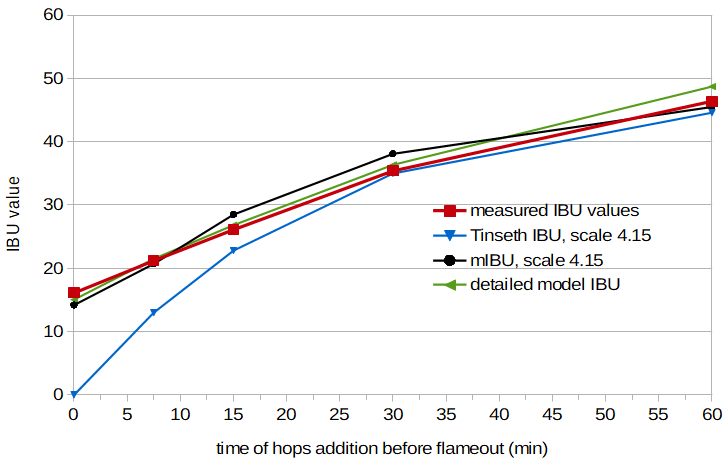 60
50
40
30
20
10
0
IBU value
measured IBU values
Tinseth IBU, scale 4.15
mIBU, scale 4.15
detailed model IBU
0 5 10 15 20 25 30 35 40 45 50 55 60
time of hops addition before flameout (min)